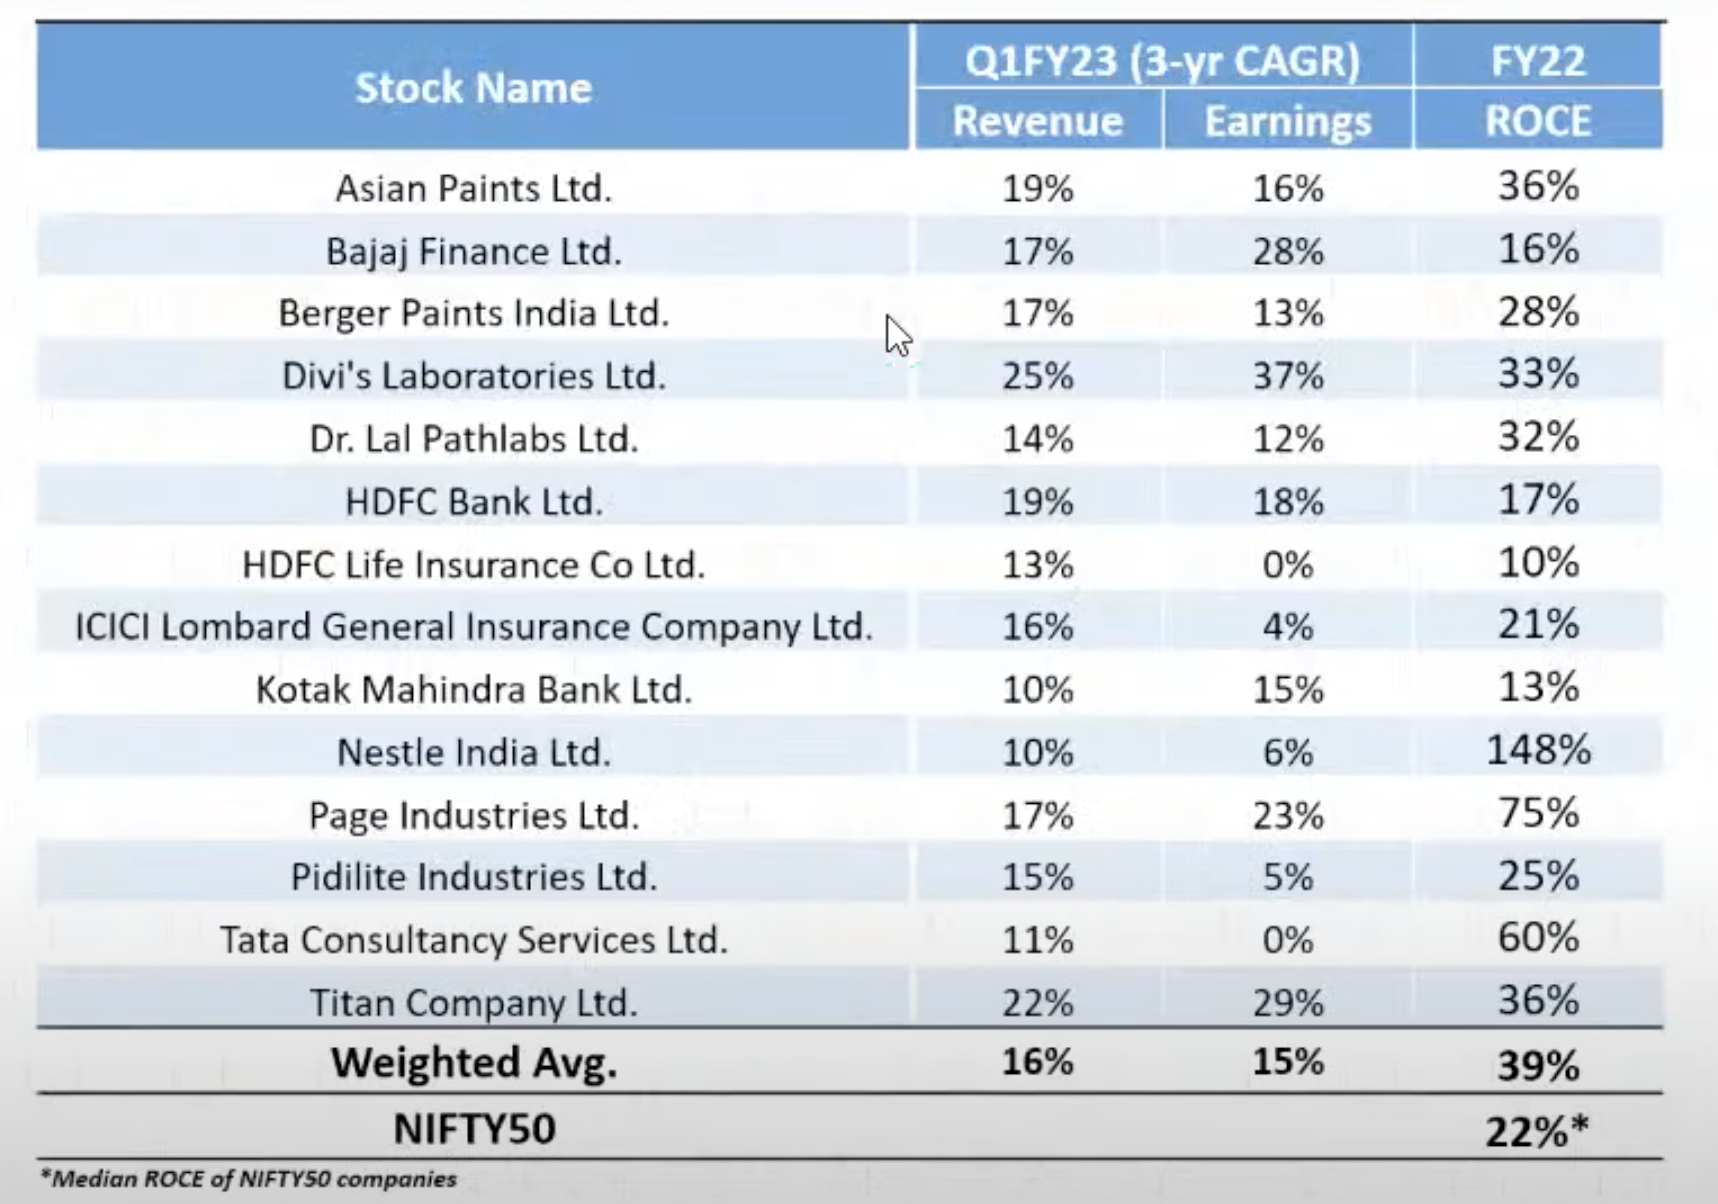 Stock Name Q1FY23 (3-yr CAGR) FY22
Revenue Earnings ROCE
Asian Paints Ltd. 19% 16% 36%
Bajaj Finance Ltd. 17% 28% 16%
Berger Paints India Ltd. 17% 13% 28%
Divi's Laboratories Ltd. 25% 37% 33%
Dr. Lal Pathlabs Ltd. 14% 12% 32%
HDFC Bank Ltd. 19% 18% 17%
HDFC Life Insurance Co Ltd. 13% 0% 10%
ICICI Lombard General Insurance Company Ltd. 16% 4% 21%
Kotak Mahindra Bank Ltd. 10% 15% 13%
Nestle India Ltd. 10% 6% 148%
Page Industries Ltd. 17% 23% 75%
Pidilite Industries Ltd. 15% 5% 25%
Tata Consultancy Services Ltd. 11% 0% 60%
Titan Company Ltd. 22% 29% 36%
Weighted Avg. 16% 15% 39%
NIFTY50 22%*
*Median ROCE of NIFTY50 companies